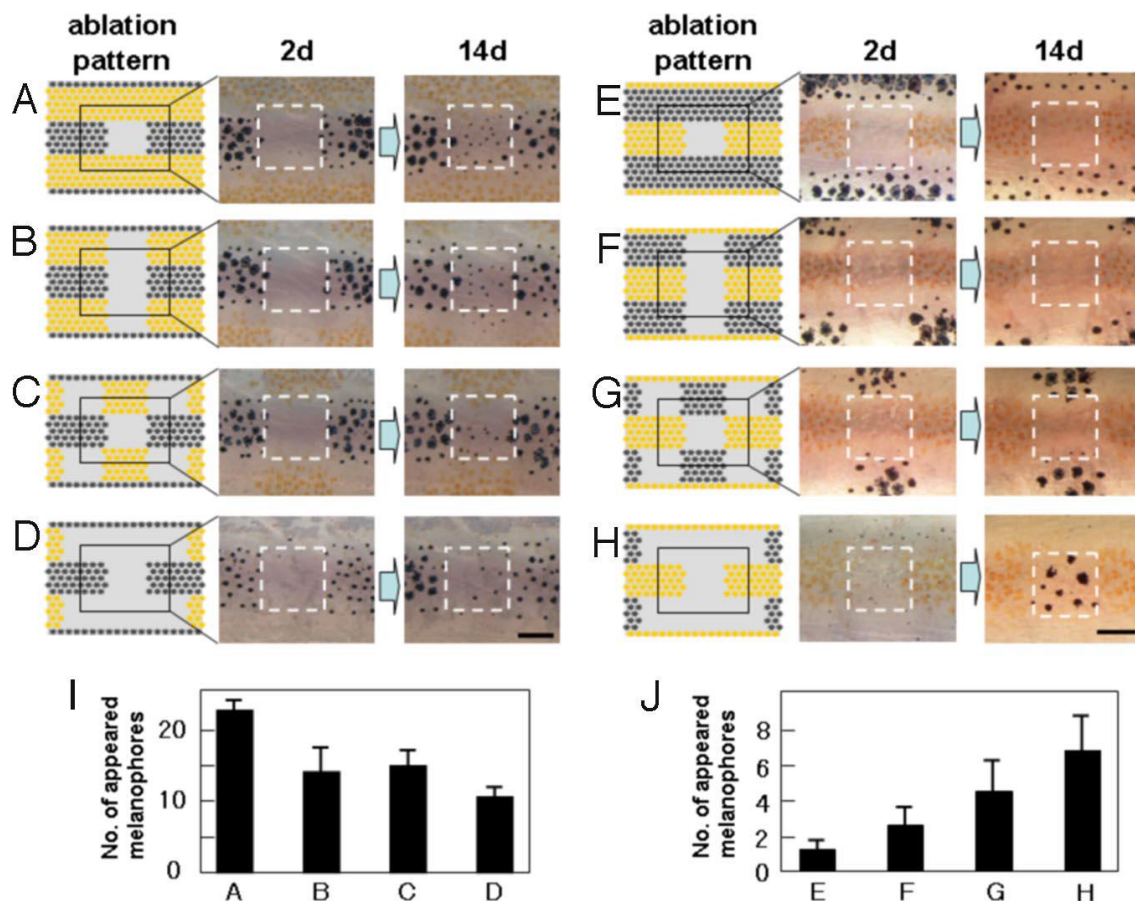 ablation pattern 2d 14d
ablation pattern 2d 14d
A
E
B
F
C
G
D
H
I
No. of appeared melanophores
20
10
0
A B C D
J
No. of appeared melanophores
8
6
4
2
0
E F G H